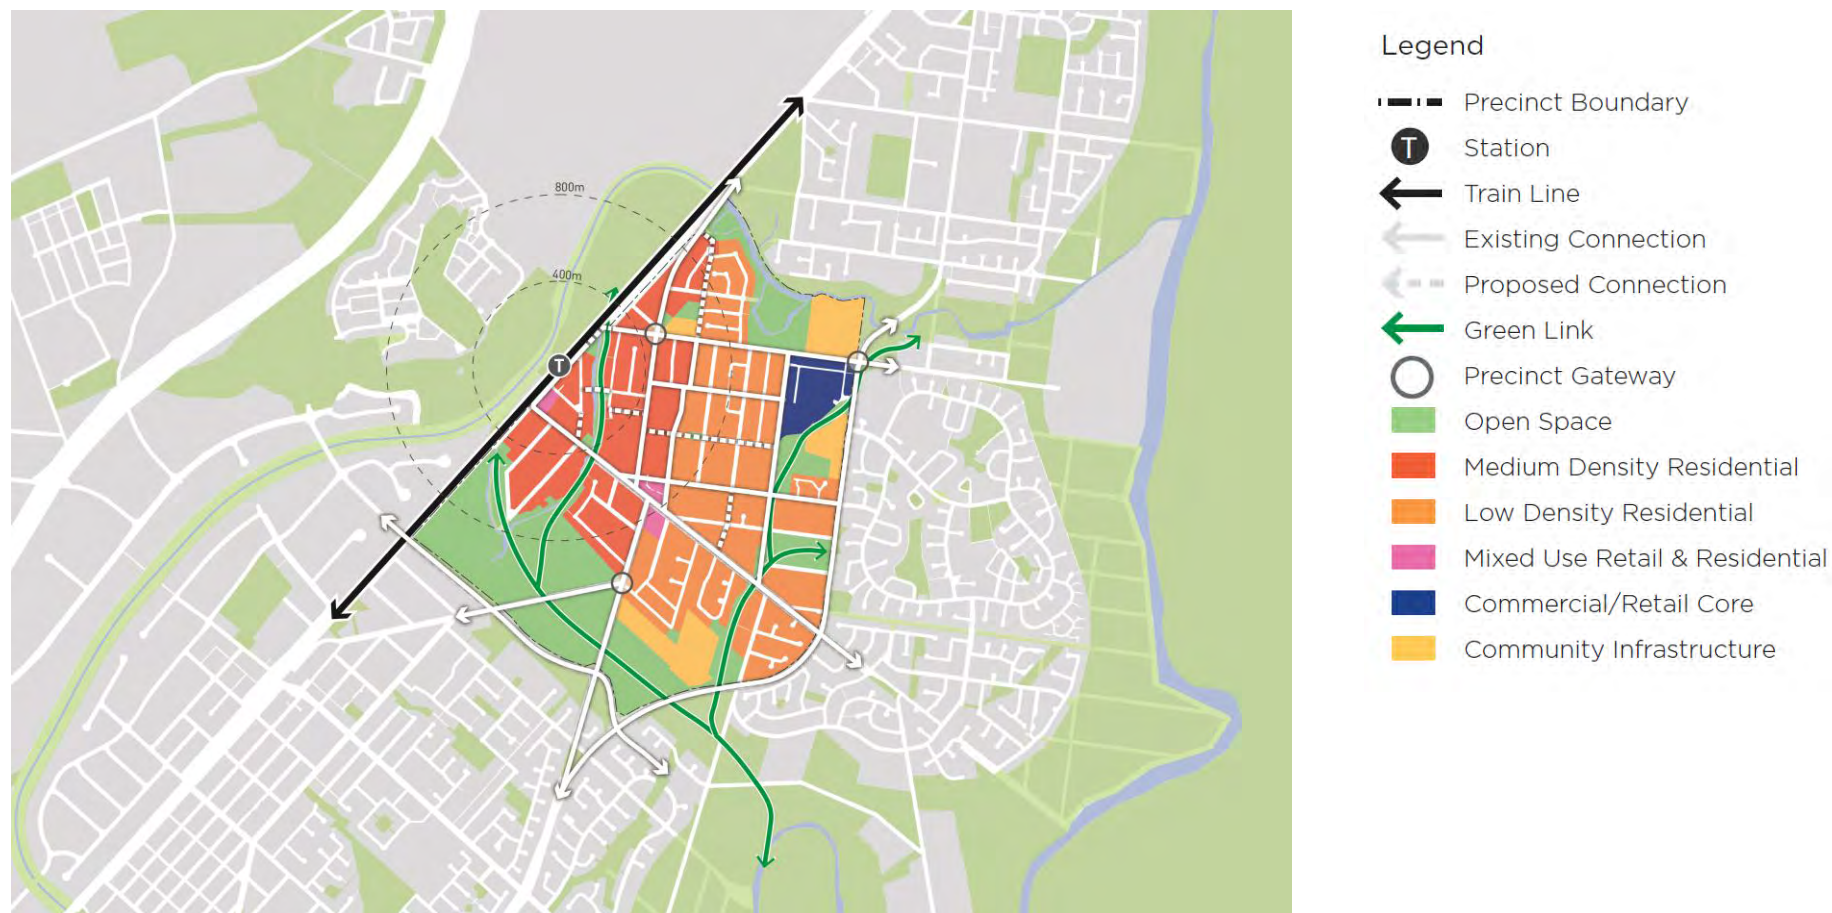 800m
400m
T
Legend
Precinct Boundary
T Station
Train Line
Existing Connection
Proposed Connection
Green Link
Precinct Gateway
Open Space
Medium Density Residential
Low Density Residential
Mixed Use Retail & Residential
Commercial/Retail Core
Community Infrastructure